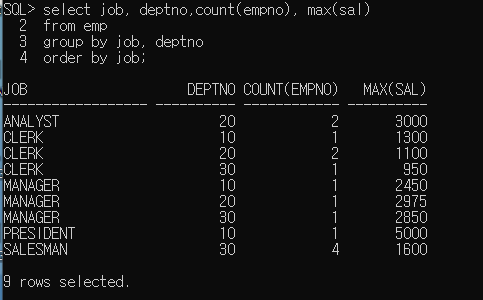 SQL> select job, deptno,count(empno), max(sal)
  2  from emp
  3  group by job, deptno
  4  order by job;
JOB                    DEPTNO COUNT(EMPNO)   MAX(SAL)
------------------ ---------- ------------ ----------
ANALYST                    20            2       3000
CLERK                      10            1       1300
CLERK                      20            2       1100
CLERK                      30            1        950
MANAGER                    10            1       2450
MANAGER                    20            1       2975
MANAGER                    30            1       2850
PRESIDENT                  10            1       5000
SALESMAN                   30            4       1600
9 rows selected.